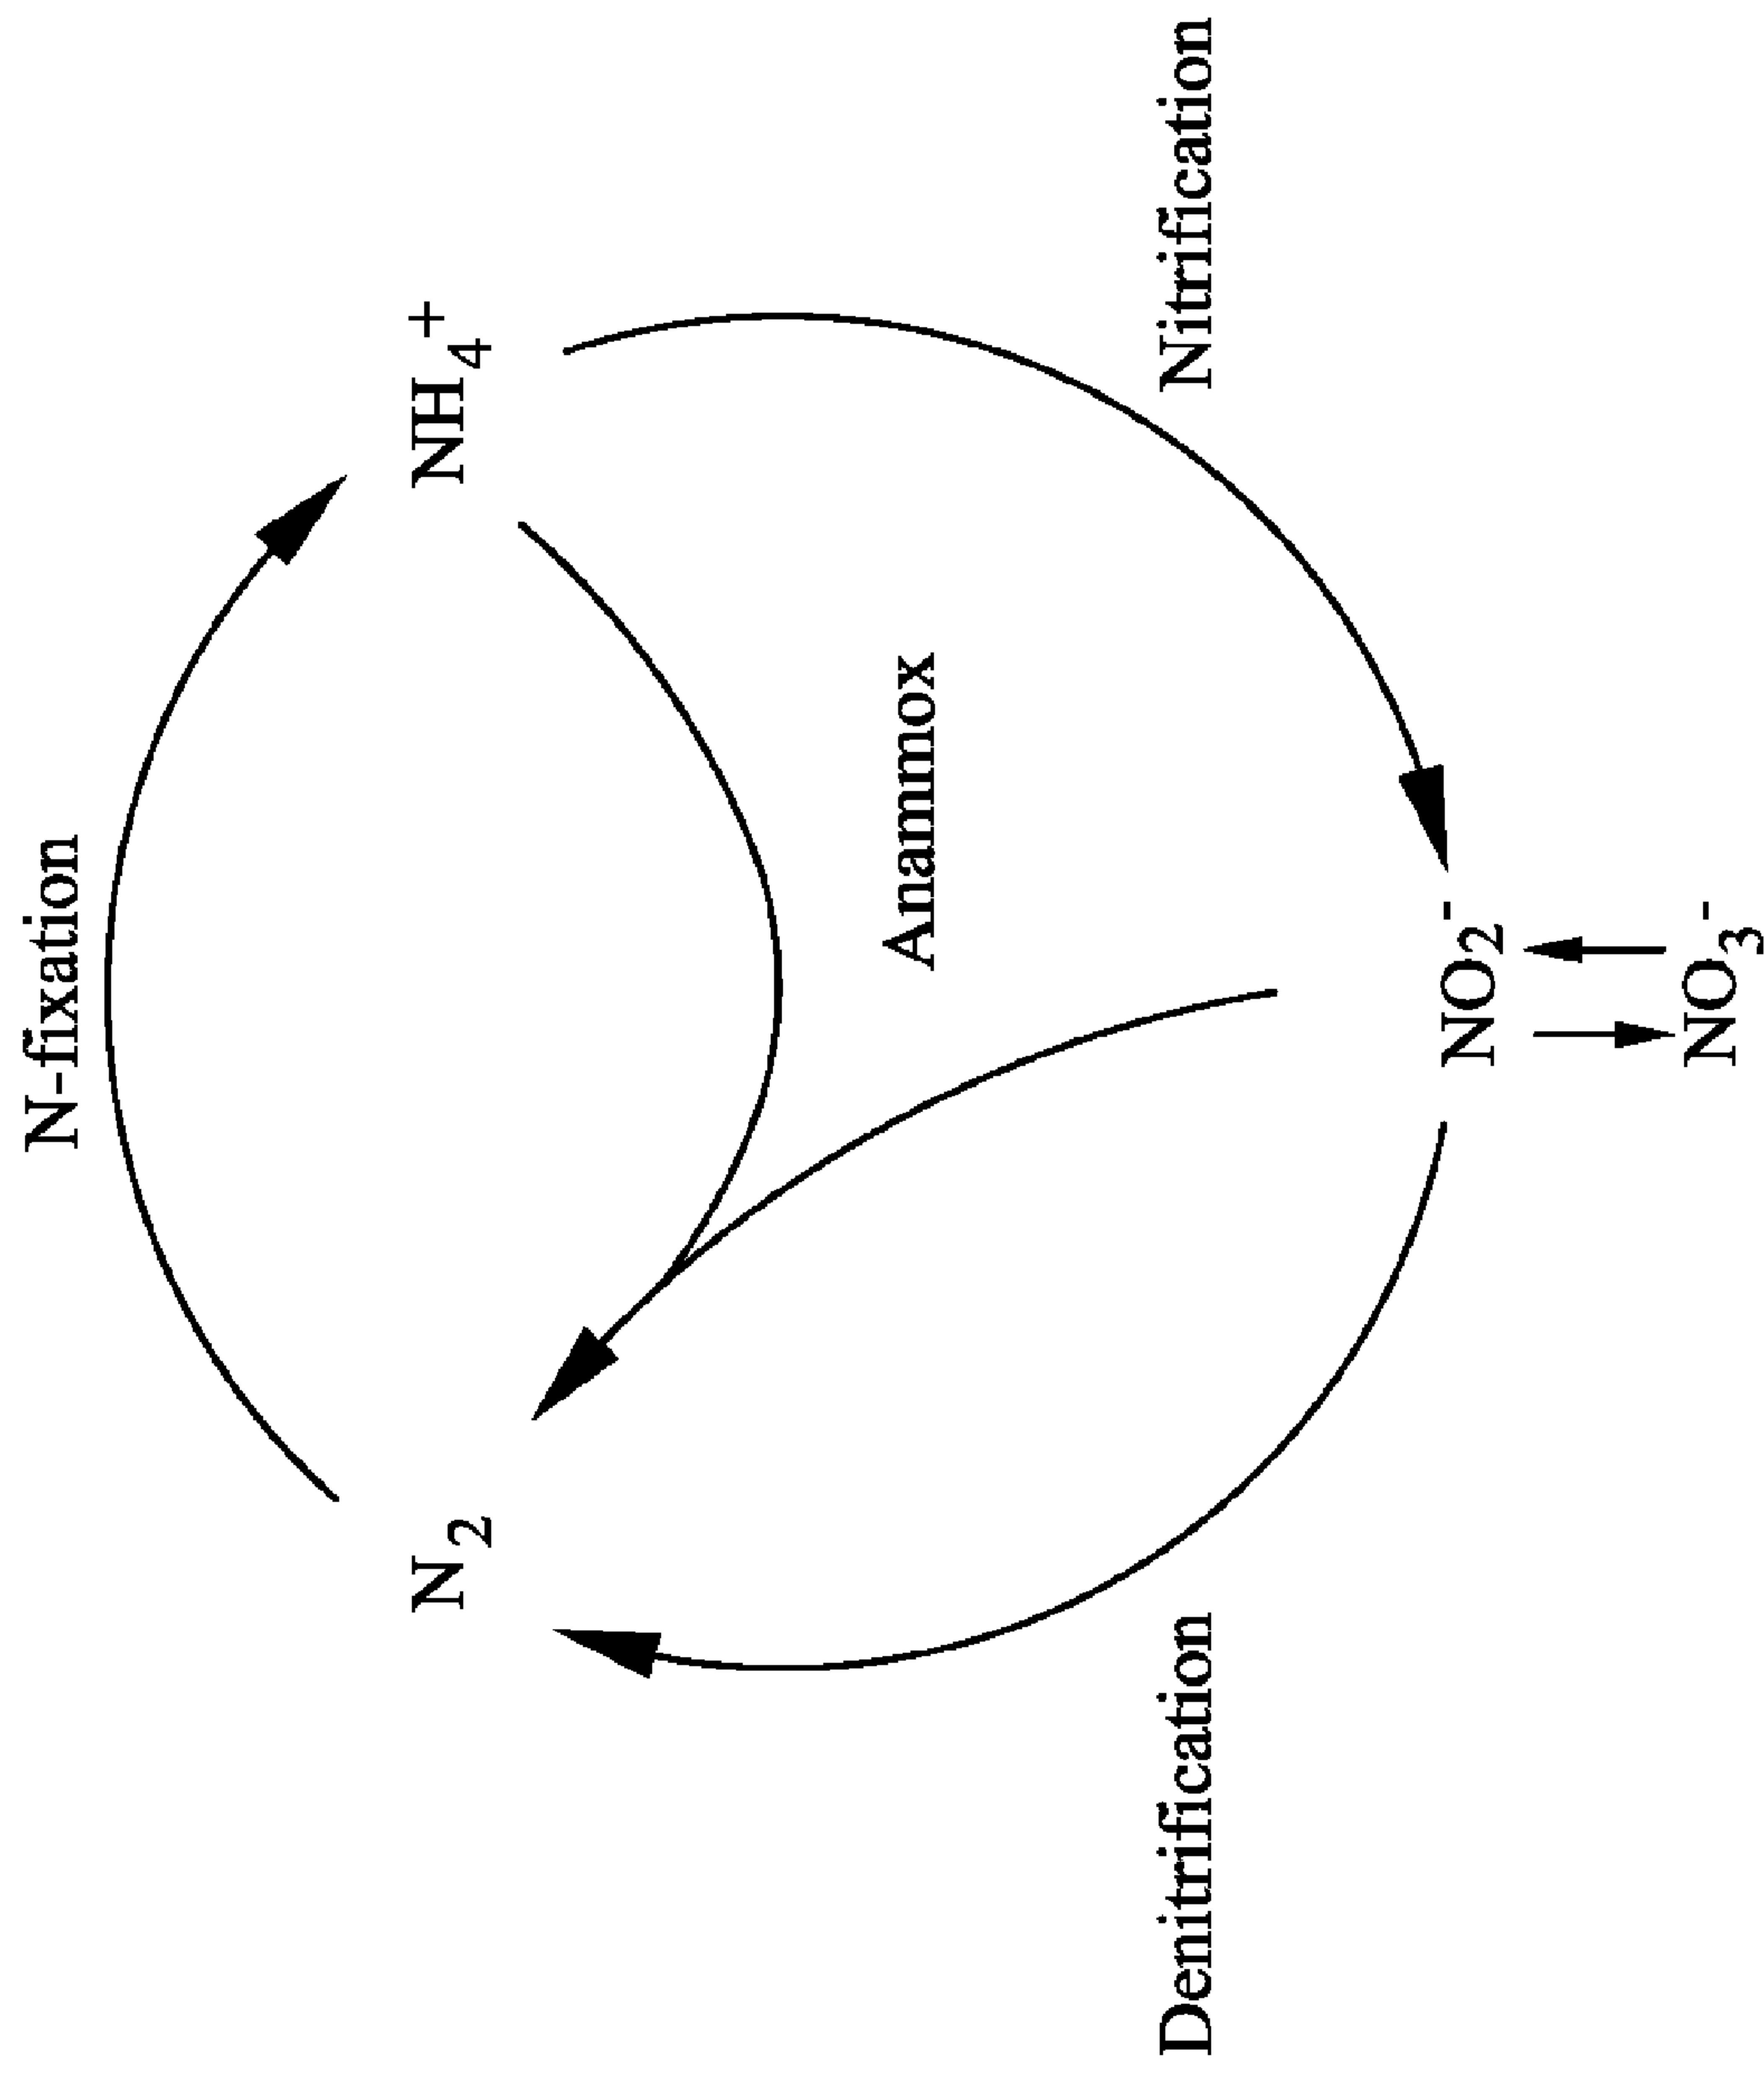 N-fixation
N₂
NH₄⁺
Anammox
Denitrification
Nitrification
NO₂⁻
NO₃⁻